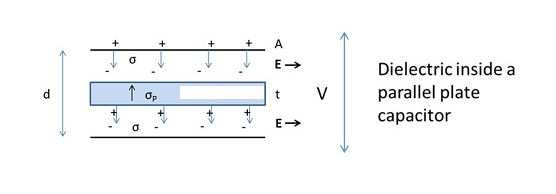 + + + + A
σ E →
- - - -
d σP t V
+ + + + E →
- σ - - -
Dielectric inside a
parallel plate
capacitor